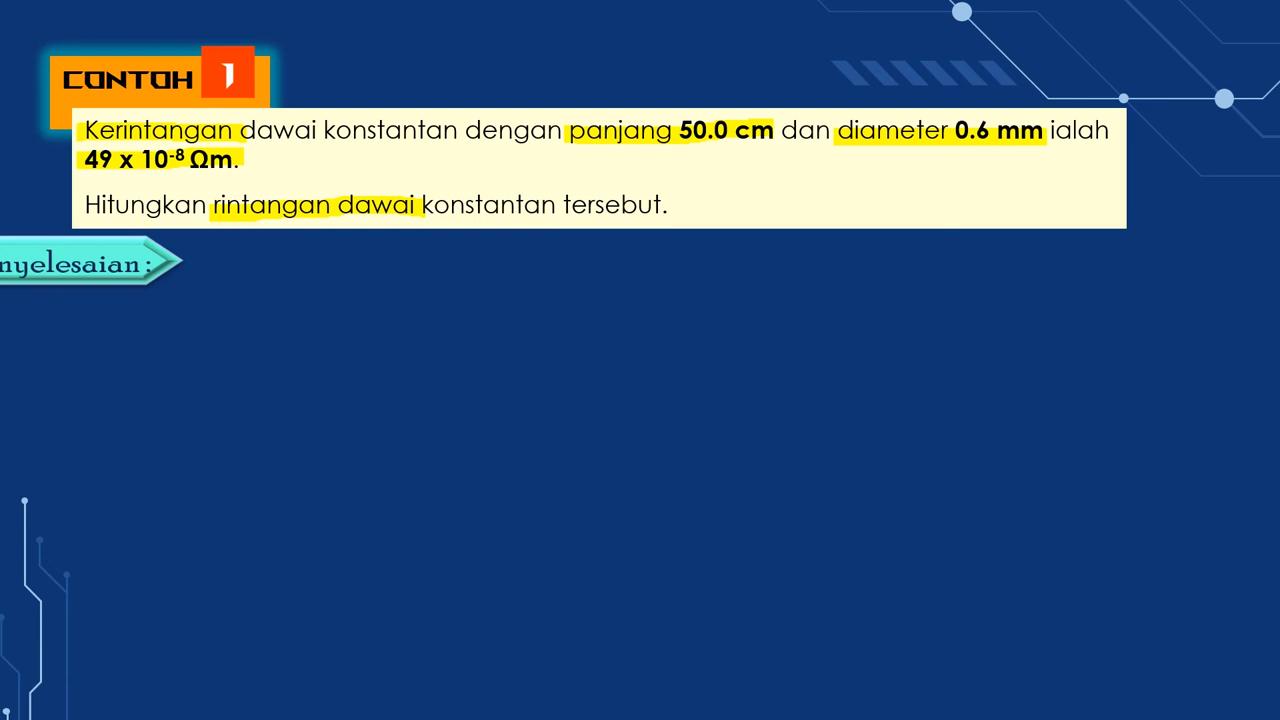 CONTOH 1
Kerintangan dawai konstantan dengan panjang 50.0 cm dan diameter 0.6 mm ialah
49 x 10⁻⁸ Ωm.
Hitungkan rintangan dawai konstantan tersebut.
nyelesaian :